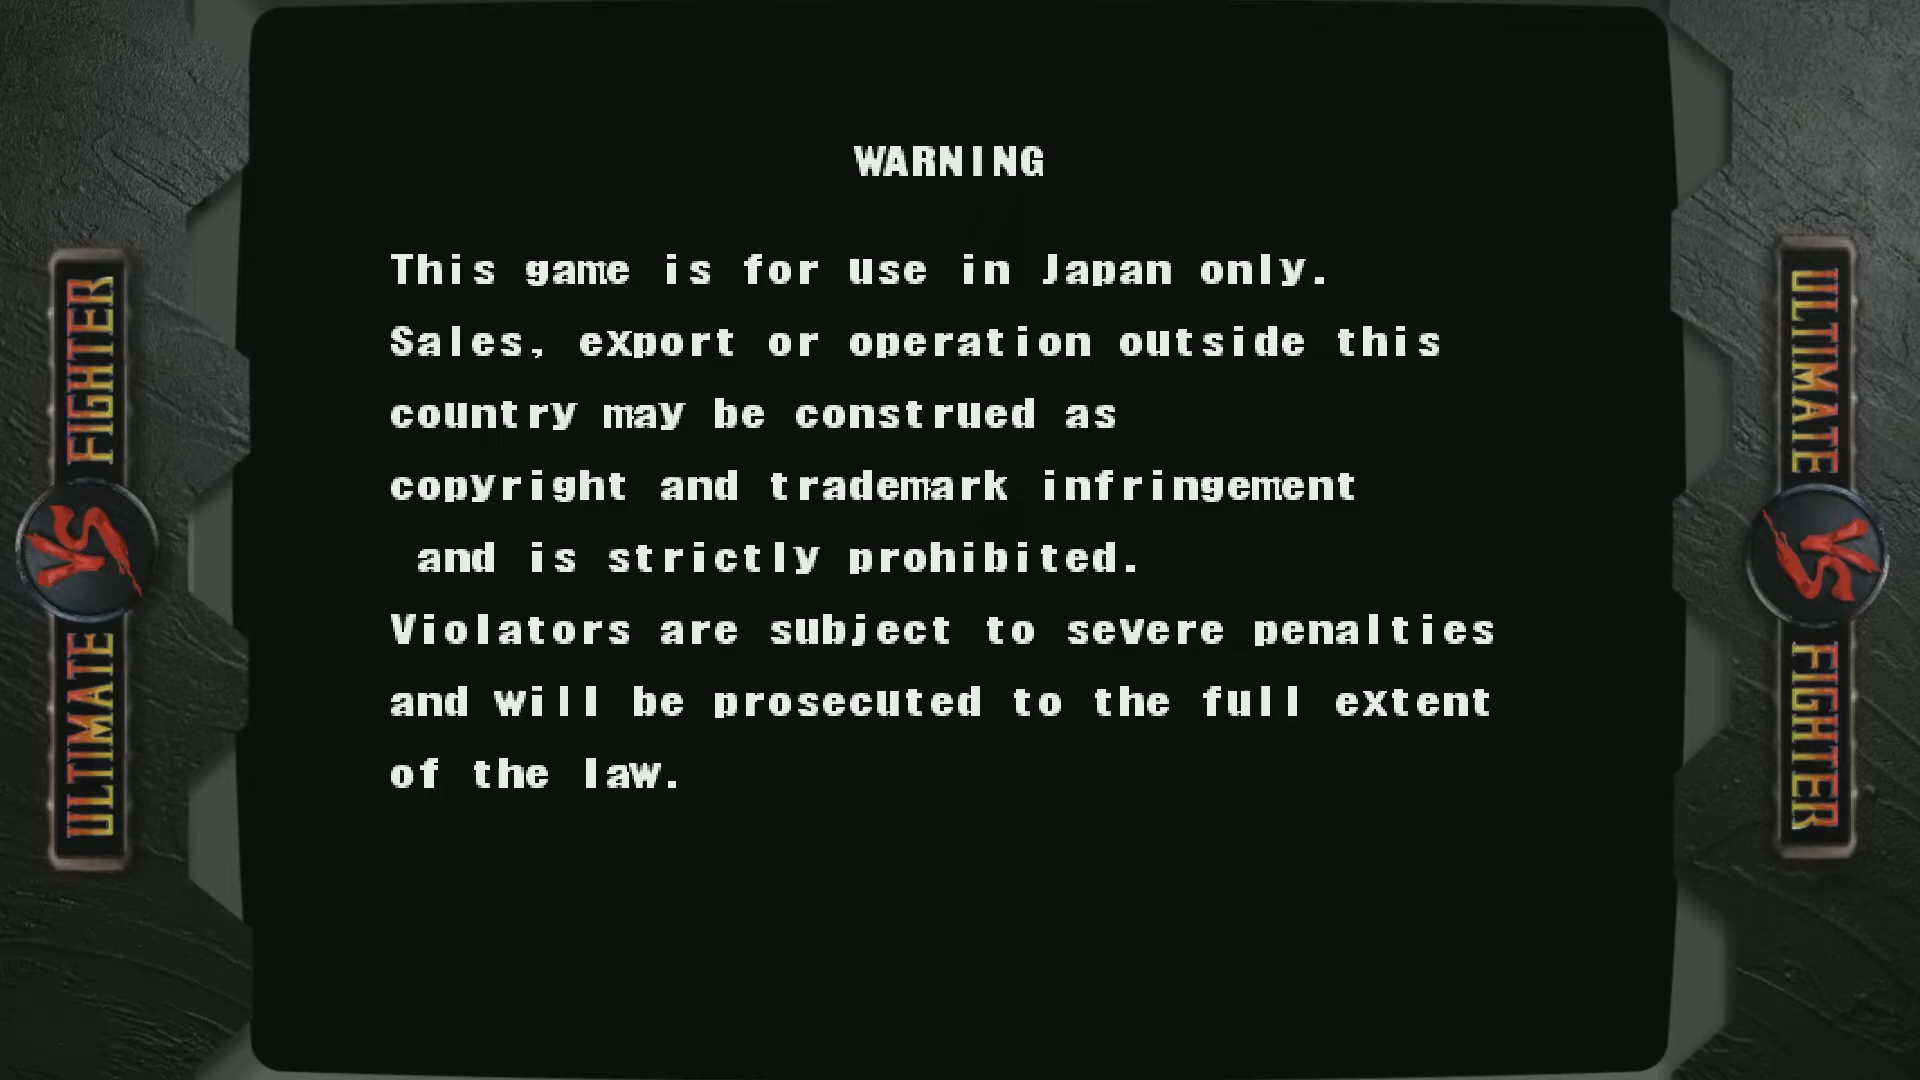 WARNING
This game is for use in Japan only.
Sales, export or operation outside this
country may be construed as
copyright and trademark infringement
and is strictly prohibited.
Violators are subject to severe penalties
and will be prosecuted to the full extent
of the law.
ULTIMATE VS FIGHTER
ULTIMATE VS FIGHTER